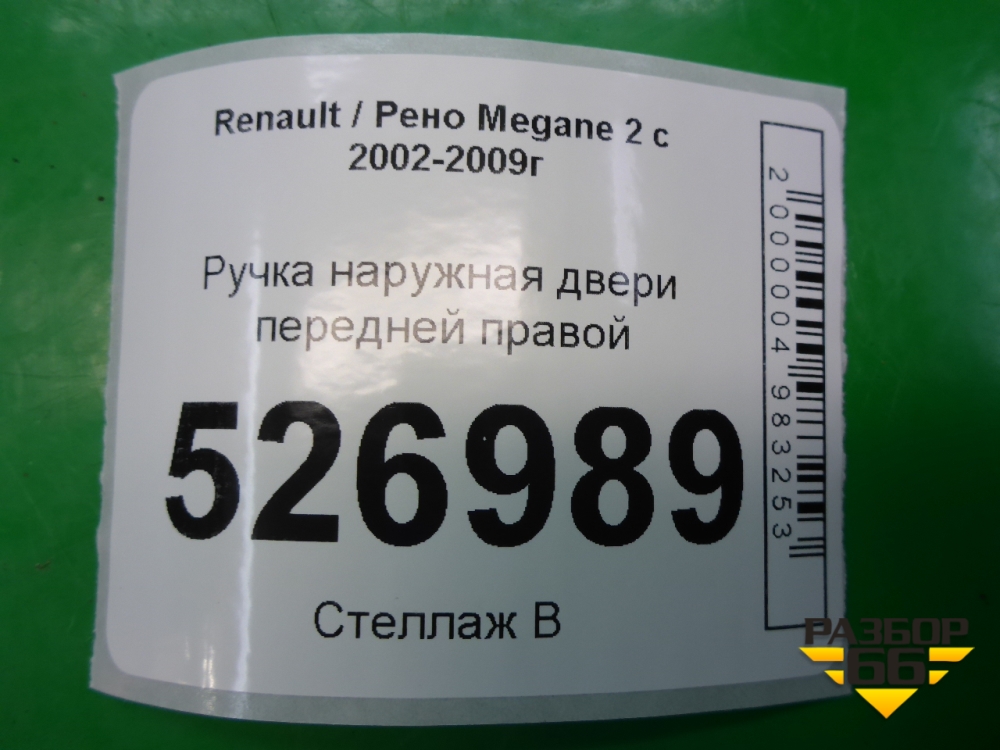 Renault / Рено Megane 2 с
2002-2009г
Ручка наружная двери
передней правой
526989
Стеллаж В
2000004983253
РАЗБОР
66